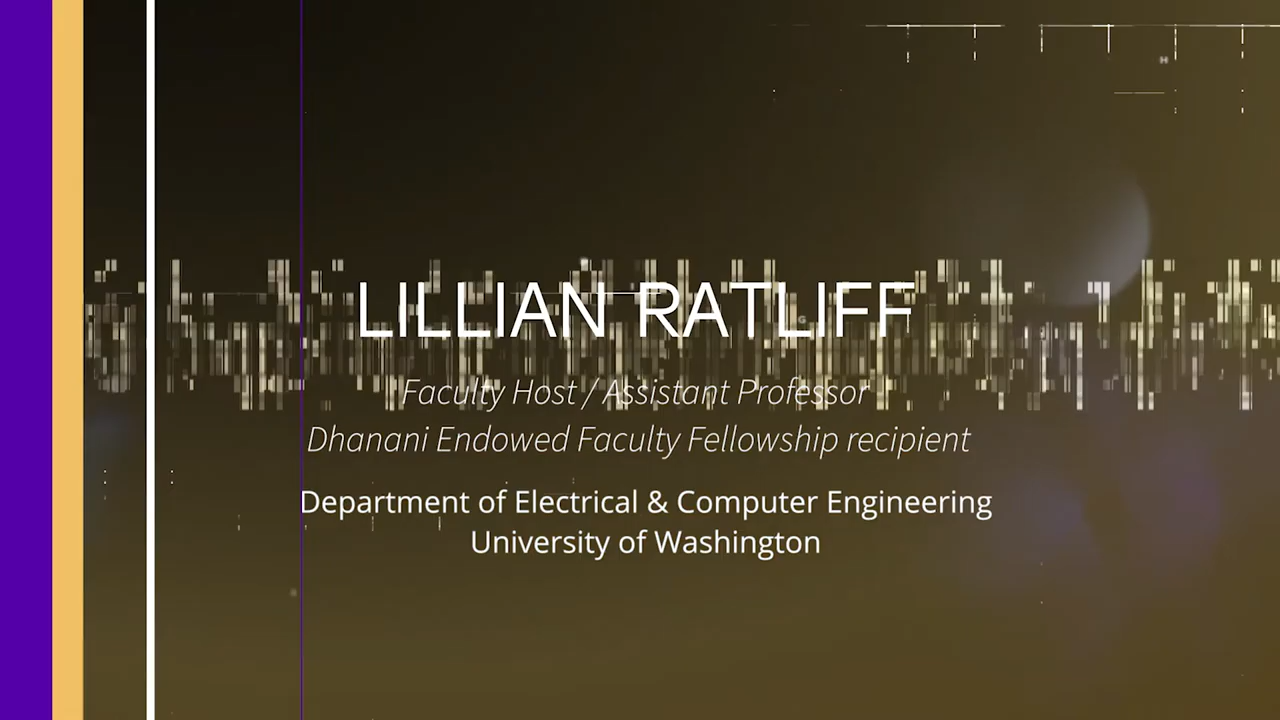 LILLIAN RATLIFF
Faculty Host / Assistant Professor
Dhanani Endowed Faculty Fellowship recipient
Department of Electrical & Computer Engineering
University of Washington